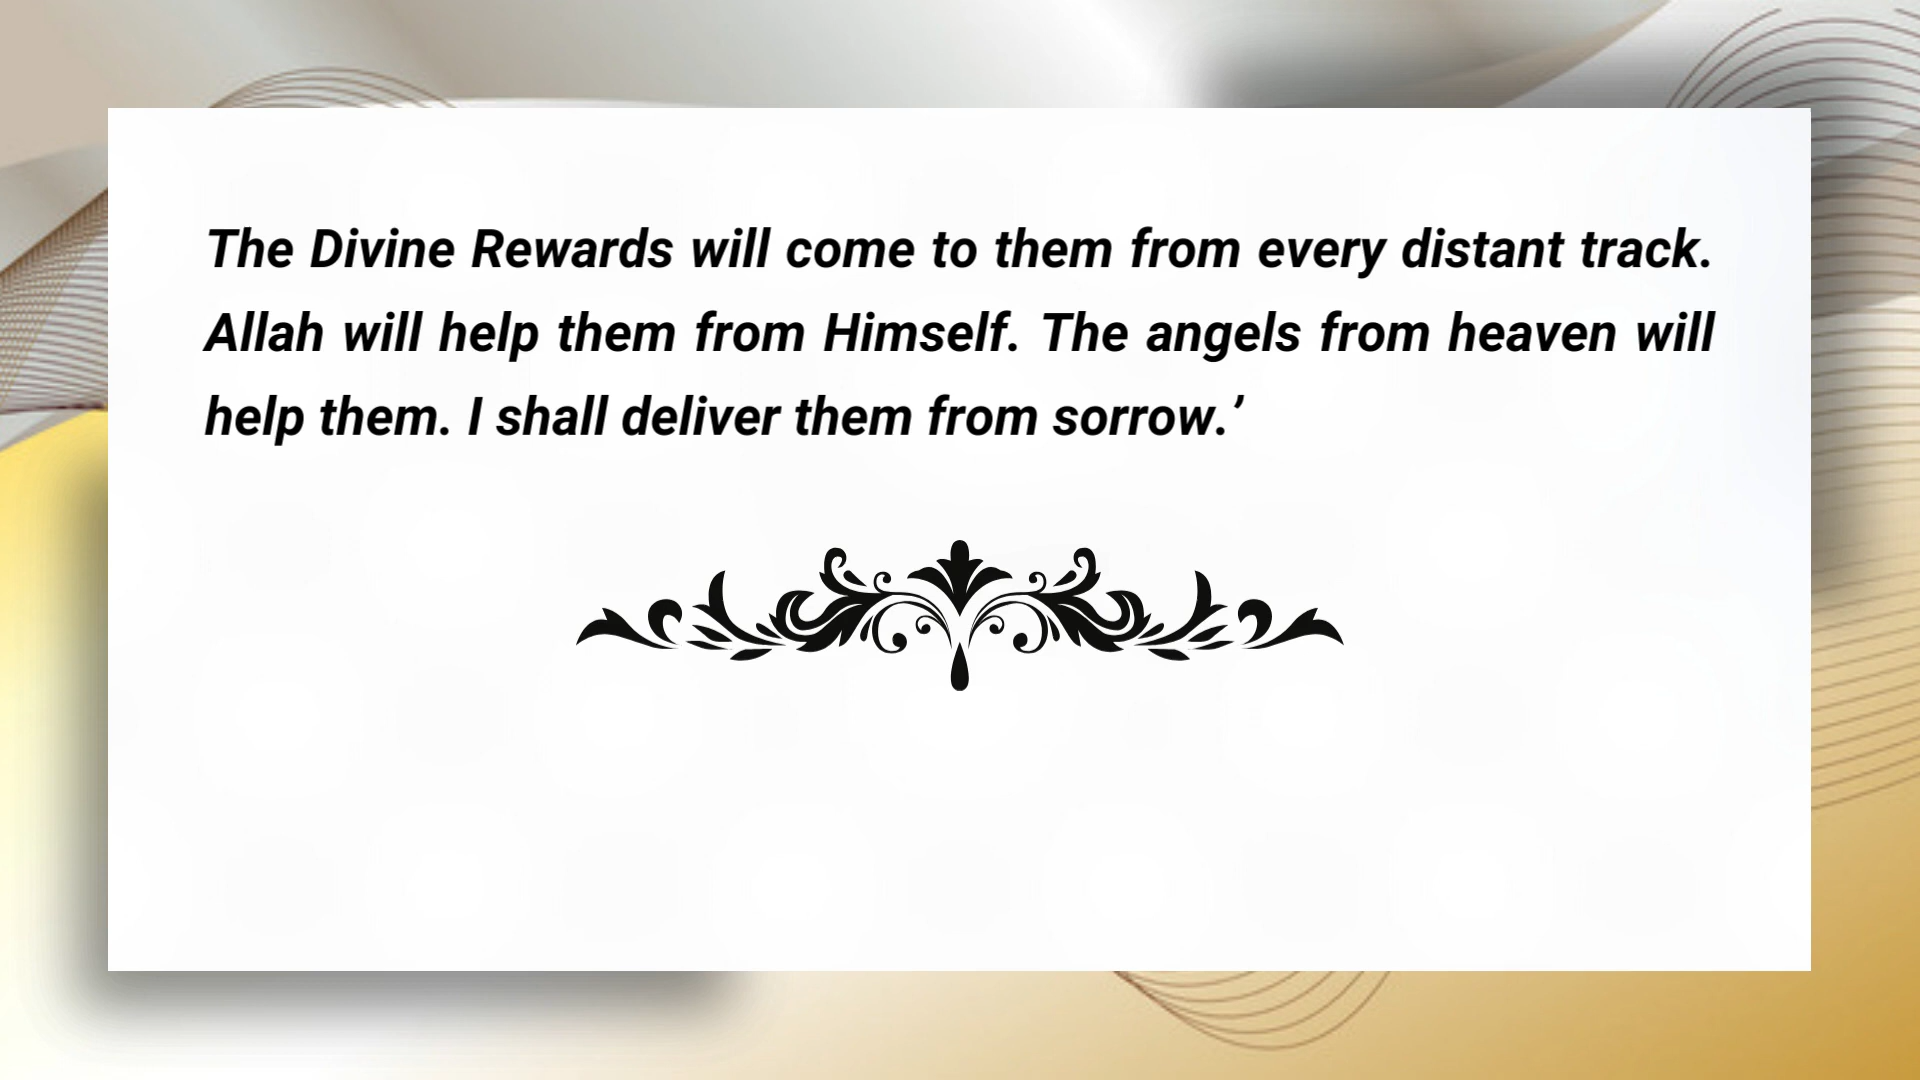 The Divine Rewards will come to them from every distant track.
Allah will help them from Himself. The angels from heaven will
help them. I shall deliver them from sorrow.’